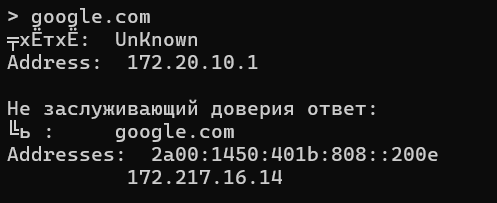 > google.com
╤хЁтхЁ:  UnKnown
Address:  172.20.10.1
Не заслуживающий доверия ответ:
╚ь :     google.com
Addresses:  2a00:1450:401b:808::200e
172.217.16.14